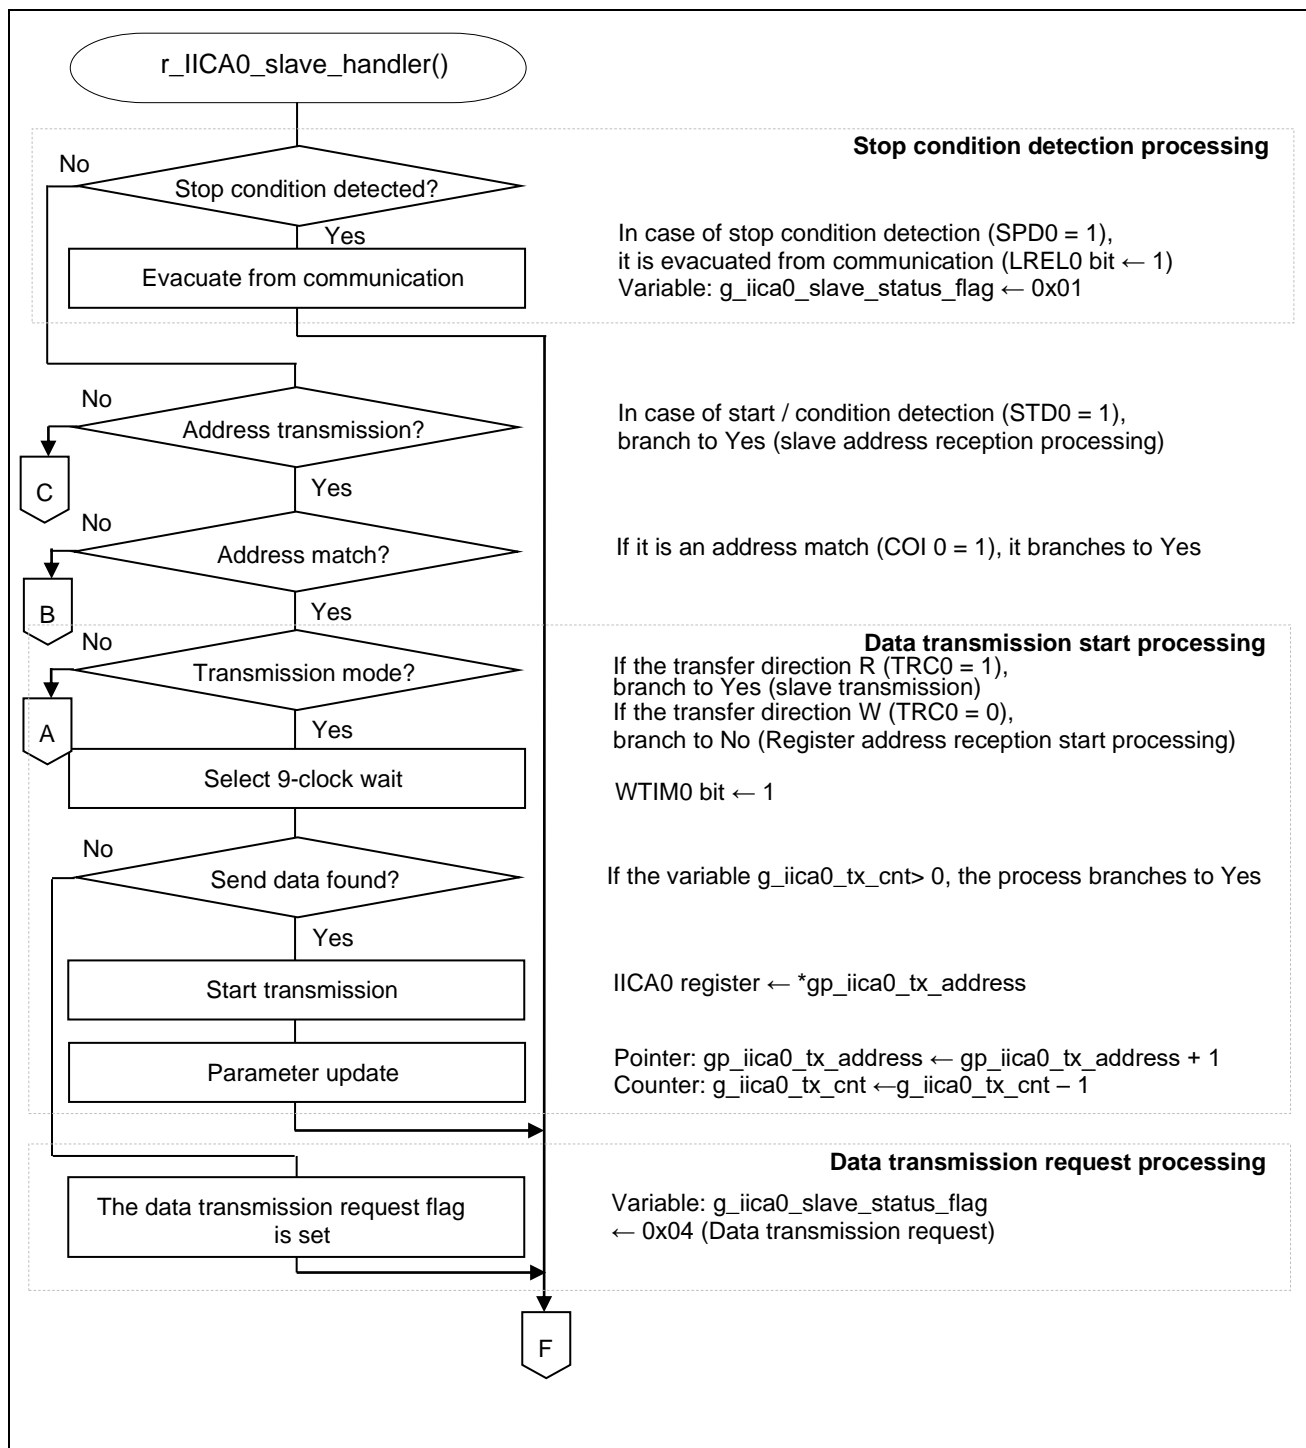 r_IICA0_slave_handler()
Stop condition detection processing
No
Stop condition detected?
Yes
In case of stop condition detection (SPD0 = 1),
it is evacuated from communication (LREL0 bit ← 1)
Variable: g_iica0_slave_status_flag ← 0x01
Evacuate from communication
No
Address transmission?
In case of start / condition detection (STD0 = 1),
branch to Yes (slave address reception processing)
C
Yes
No
Address match?
If it is an address match (COI 0 = 1), it branches to Yes
B
Yes
Data transmission start processing
No
Transmission mode?
If the transfer direction R (TRC0 = 1),
branch to Yes (slave transmission)
If the transfer direction W (TRC0 = 0),
branch to No (Register address reception start processing)
A
Yes
Select 9-clock wait
WTIM0 bit ← 1
No
Send data found?
If the variable g_iica0_tx_cnt> 0, the process branches to Yes
Yes
Start transmission
IICA0 register ← *gp_iica0_tx_address
Parameter update
Pointer: gp_iica0_tx_address ← gp_iica0_tx_address + 1
Counter: g_iica0_tx_cnt ←g_iica0_tx_cnt – 1
Data transmission request processing
The data transmission request flag
is set
Variable: g_iica0_slave_status_flag
← 0x04 (Data transmission request)
F